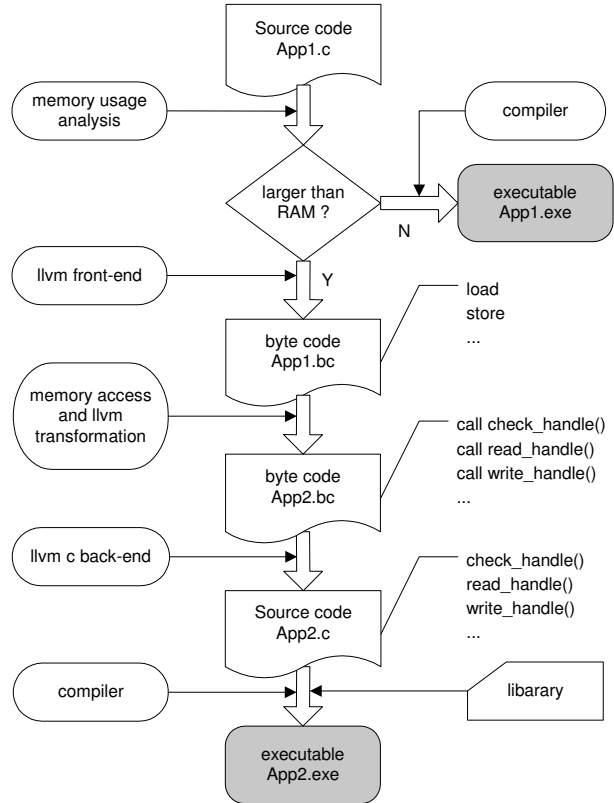 Source code
App1.c
memory usage
analysis
compiler
larger than
RAM ?
N
executable
App1.exe
llvm front-end
Y
load
store
...
byte code
App1.bc
memory access
and llvm
transformation
call check_handle()
call read_handle()
call write_handle()
...
byte code
App2.bc
llvm c back-end
check_handle()
read_handle()
write_handle()
...
Source code
App2.c
compiler
libarary
executable
App2.exe